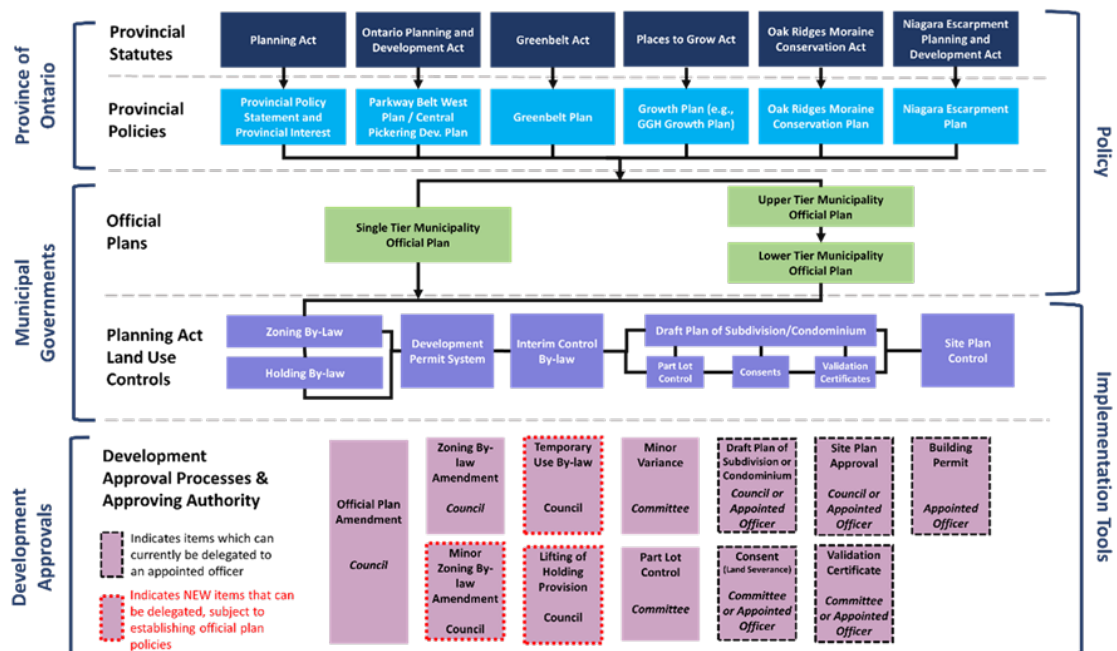 Province of
Ontario
Provincial
Statutes
Planning Act
Ontario Planning and
Development Act
Greenbelt Act
Places to Grow Act
Oak Ridges Moraine
Conservation Act
Niagara Escarpment
Planning and
Development Act
Provincial
Policies
Provincial Policy
Statement and
Provincial Interest
Parkway Belt West
Plan / Central
Pickering Dev. Plan
Greenbelt Plan
Growth Plan (e.g.,
GGH Growth Plan)
Oak Ridges Moraine
Conservation Plan
Niagara Escarpment
Plan
Policy
Municipal
Governments
Official
Plans
Single Tier Municipality
Official Plan
Upper Tier Municipality
Official Plan
Lower Tier Municipality
Official Plan
Planning Act
Land Use
Controls
Zoning By-Law
Holding By-law
Development
Permit System
Interim Control
By-law
Draft Plan of Subdivision/Condominium
Part Lot
Control
Consents
Validation
Certificates
Site Plan
Control
Implementation Tools
Development
Approvals
Development
Approval Processes &
Approving Authority
Indicates items which can
currently be delegated to
an appointed officer
Indicates NEW items that can
be delegated, subject to
establishing official plan
policies
Official Plan
Amendment
Council
Zoning By-
law
Amendment
Council
Temporary
Use By-law
Council
Minor
Variance
Committee
Draft Plan of
Subdivision or
Condominium
Council or
Appointed
Officer
Site Plan
Approval
Council or
Appointed
Officer
Building
Permit
Appointed
Officer
Minor
Zoning By-law
Amendment
Council
Lifting of
Holding
Provision
Council
Part Lot
Control
Committee
Consent
(Land Severance)
Committee
or Appointed
Officer
Validation
Certificate
Committee
or Appointed
Officer